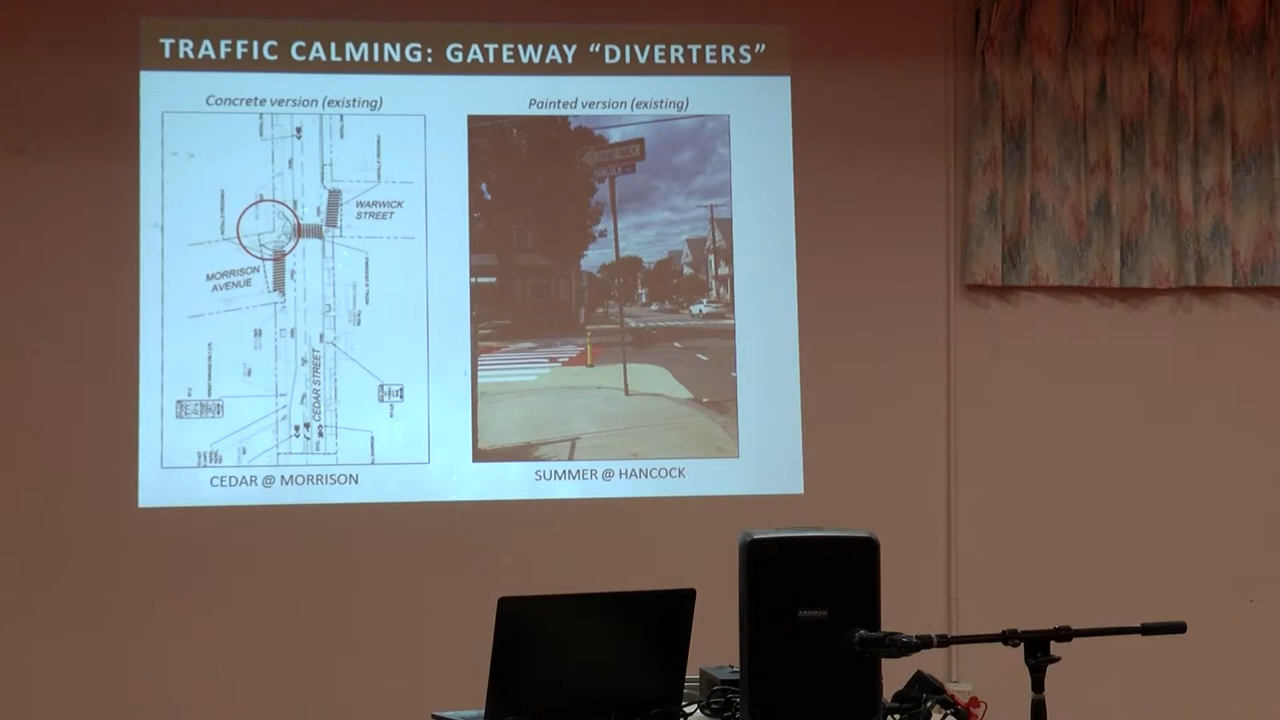 TRAFFIC CALMING: GATEWAY “DIVERTERS”
Concrete version (existing)
Painted version (existing)
WARWICK
STREET
MORRISON
AVENUE
CEDAR STREET
CEDAR @ MORRISON
SUMMER @ HANCOCK
SAMSON